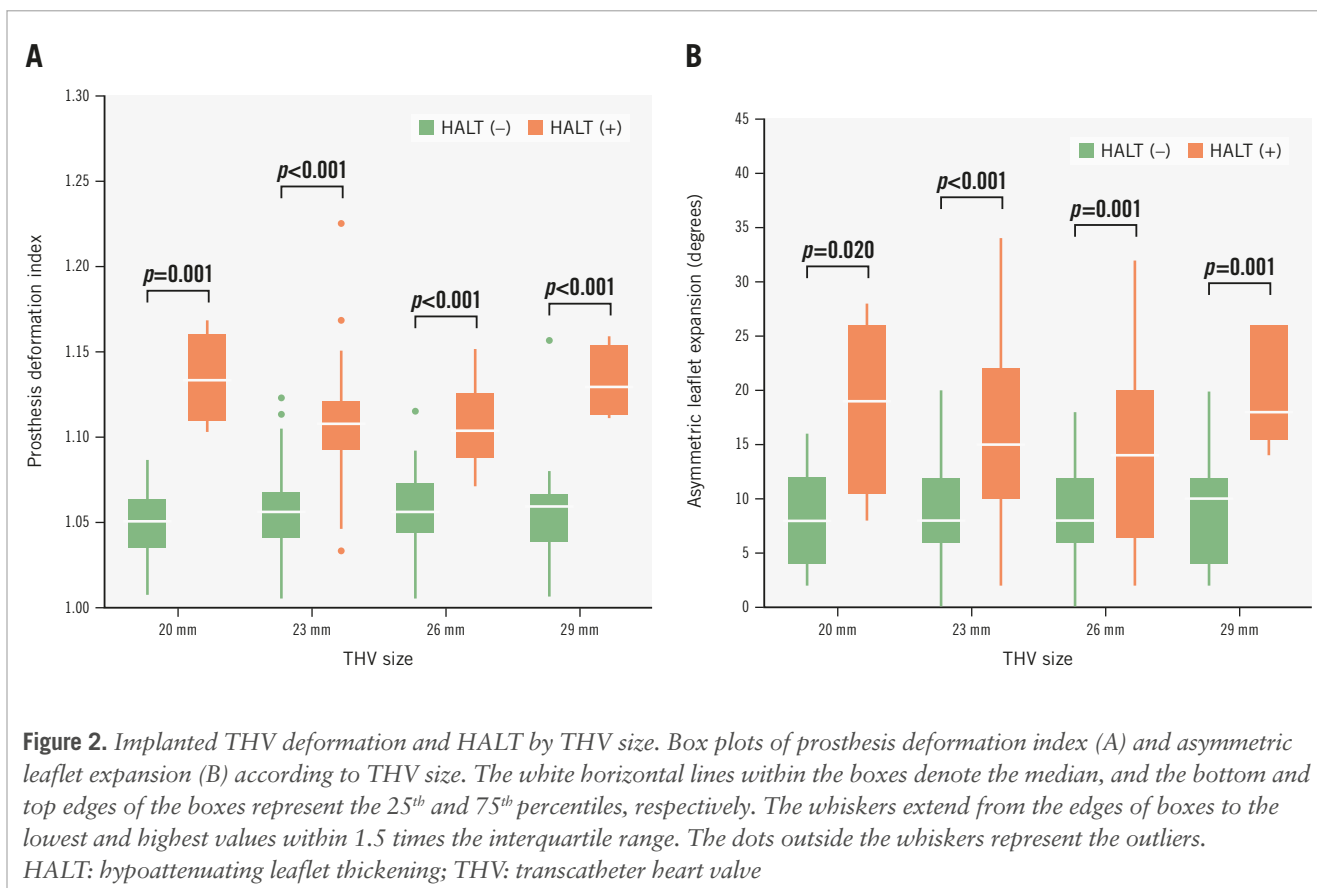 A
1.30
1.25
1.20
1.15
1.10
1.05
1.00
Prosthesis deformation index
HALT (–) HALT (+)
p=0.001
p<0.001
p<0.001
p<0.001
20 mm 23 mm 26 mm 29 mm
THV size
B
45
40
35
30
25
20
15
10
5
0
Asymmetric leaflet expansion (degrees)
HALT (–) HALT (+)
p=0.020
p<0.001
p=0.001
p=0.001
20 mm 23 mm 26 mm 29 mm
THV size
Figure 2. Implanted THV deformation and HALT by THV size. Box plots of prosthesis deformation index (A) and asymmetric
leaflet expansion (B) according to THV size. The white horizontal lines within the boxes denote the median, and the bottom and
top edges of the boxes represent the 25th and 75th percentiles, respectively. The whiskers extend from the edges of boxes to the
lowest and highest values within 1.5 times the interquartile range. The dots outside the whiskers represent the outliers.
HALT: hypoattenuating leaflet thickening; THV: transcatheter heart valve